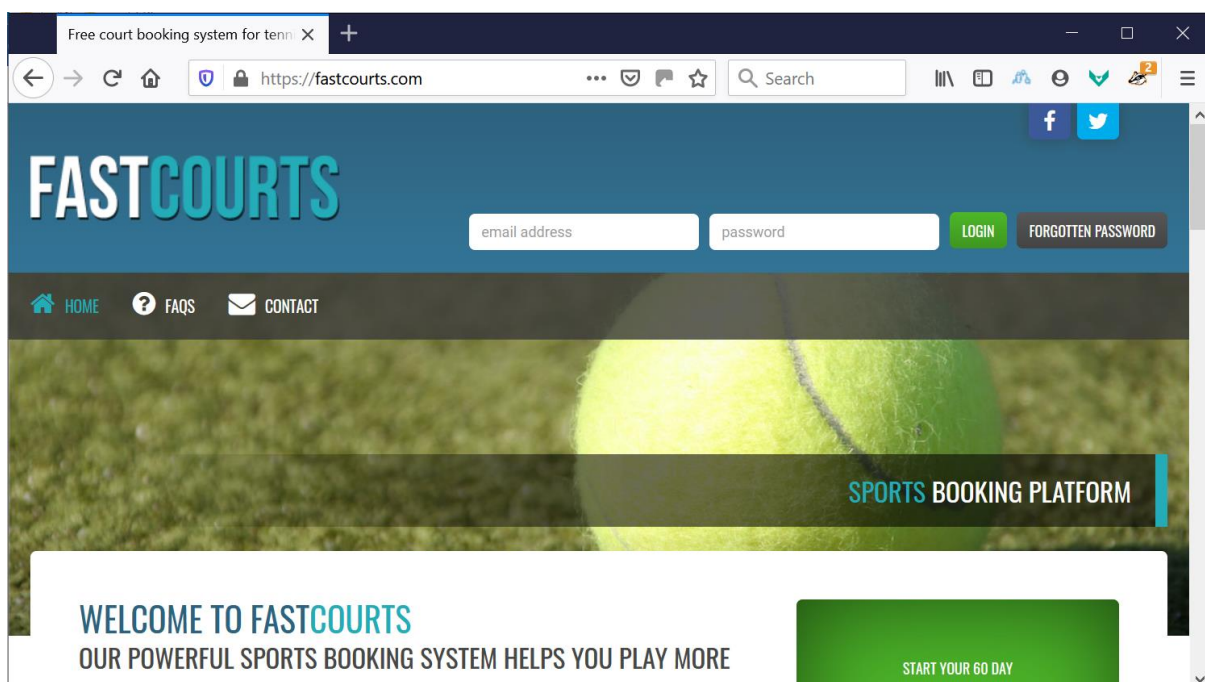 Free court booking system for tenn
https://fastcourts.com
Search
2
FASTCOURTS
email address
password
LOGIN
FORGOTTEN PASSWORD
HOME
FAQS
CONTACT
SPORTS BOOKING PLATFORM
WELCOME TO FASTCOURTS
OUR POWERFUL SPORTS BOOKING SYSTEM HELPS YOU PLAY MORE
START YOUR 60 DAY